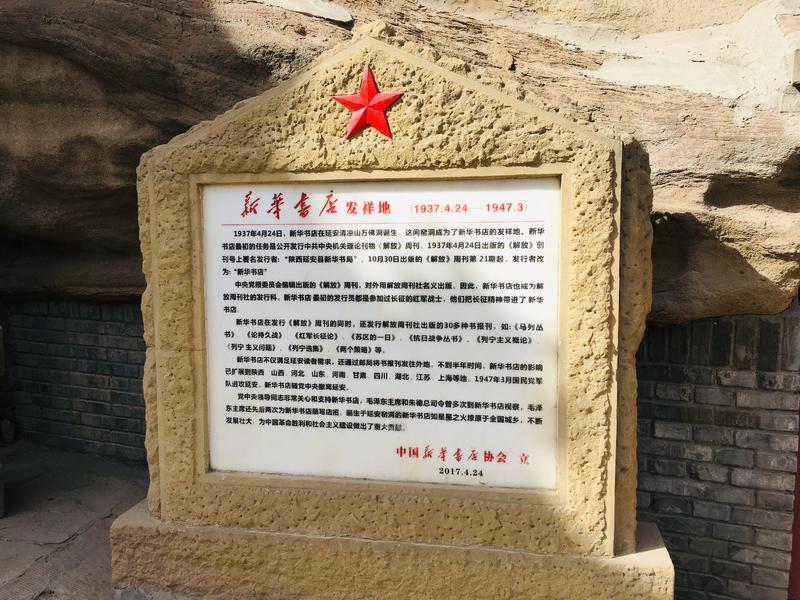 新华书店发祥地 (1937.4.24——1947.3)
1937年4月24日，新华书店在延安清凉山万佛洞诞生。这间窑洞成为了新华书店的发祥地。新华
书店最初的任务是公开发行中共中央机关理论刊物《解放》周刊。1937年4月24日出版的《解放》创
刊号上署名发行者：“陕西延安县新华书局”。10月30日出版的《解放》周刊第 21期起，发行者改
为：“新华书店”
中央党报委员会编辑出版的《解放》周刊，对外用解放周刊社名义出版。因此，新华书店也成为解
放周刊社的发行科。新华书店 最初的发行员都是参加过长征的红军战士，他们把长征精神带进了 新华
书店。
新华书店在发行《解放》周刊的同时，还发行解放周刊社出版的30多种书报刊，如：《马列丛
书》 《论持久战》、《红军长征论》、《苏区的一日》、《抗日战争丛书》、《列宁主义概论》、
《列宁 主义问题》、《列宁选集》、《两个策略》等。
新华书店不仅满足延安读者需求，还通过邮局将书报刊发往外地。不到半年时间，新华书店的影响
已扩展到陕西、山西、河北、山东、河南、甘肃、四川、湖北、江苏、上海等地。1947年3月国民党军
队进攻延安，新华书店随党中央撤离延安。
党中央领导同志非常关心和支持新华书店，毛泽东主席和朱德总司令曾多次到新华书店视察，毛泽
东主席还先后两次为新华书店题写店招。诞生于延安窑洞的新华书店如星星之火燎原于全国城乡，不断
发展壮大，为中国革命胜利和社会主义建设做出了重大贡献。
中国新华书店协会 立
2017.4.24